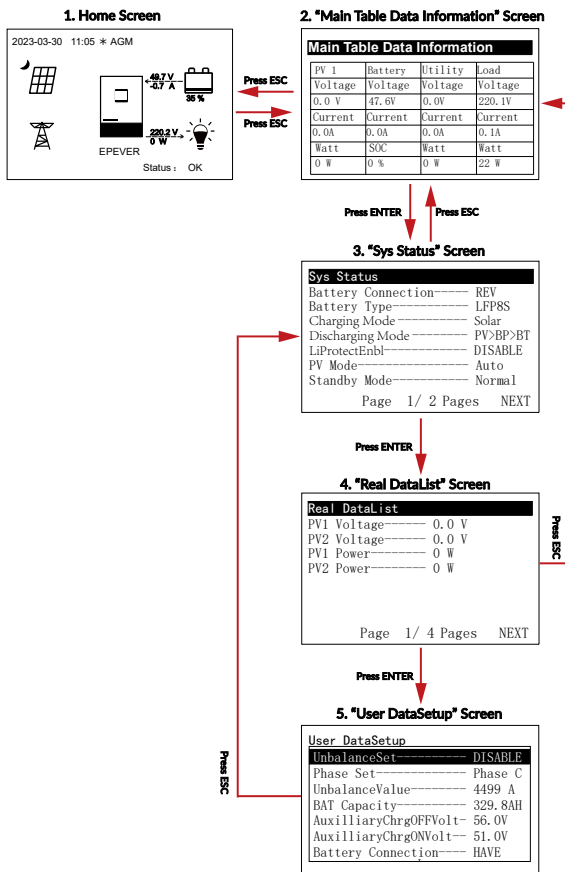 1. Home Screen
2023-03-30 11:05 ＊ AGM
49.7 V
-0.7 A
35 %
220.2 V
0 W
EPEVER
Status： OK
Press ESC
Press ESC
2. “Main Table Data Information” Screen
Main Table Data Information
PV 1 Battery Utility Load
Voltage Voltage Voltage Voltage
0.0 V 47.6V 0.0V 220.1V
Current Current Current Current
0.0A 0.0A 0.0A 0.1A
Watt SOC Watt Watt
0 W 0 % 0 W 22 W
Press ENTER
Press ESC
3. “Sys Status” Screen
Sys Status
Battery Connection----- REV
Battery Type----------- LFP8S
Charging Mode ---------- Solar
Discharging Mode -------- PV>BP>BT
LiProtectEnbl----------- DISABLE
PV Mode---------------- Auto
Standby Mode----------- Normal
Page 1/ 2 Pages NEXT
Press ENTER
4. “Real DataList” Screen
Real DataList
PV1 Voltage------ 0.0 V
PV2 Voltage------ 0.0 V
PV1 Power-------- 0 W
PV2 Power-------- 0 W
Page 1/ 4 Pages NEXT
Press ESC
Press ENTER
5. “User DataSetup” Screen
User DataSetup
UnbalanceSet---------- DISABLE
Phase Set------------- Phase C
UnbalanceValue-------- 4499 A
BAT Capacity---------- 329.8AH
AuxilliaryChrgOFFVolt- 56.0V
AuxilliaryChrgONVolt-- 51.0V
Battery Connection---- HAVE
Press ESC